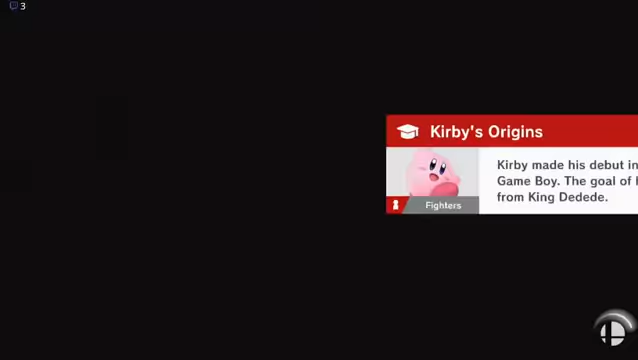 3
Kirby's Origins
Kirby made his debut in
Game Boy. The goal of
from King Dedede.
Fighters